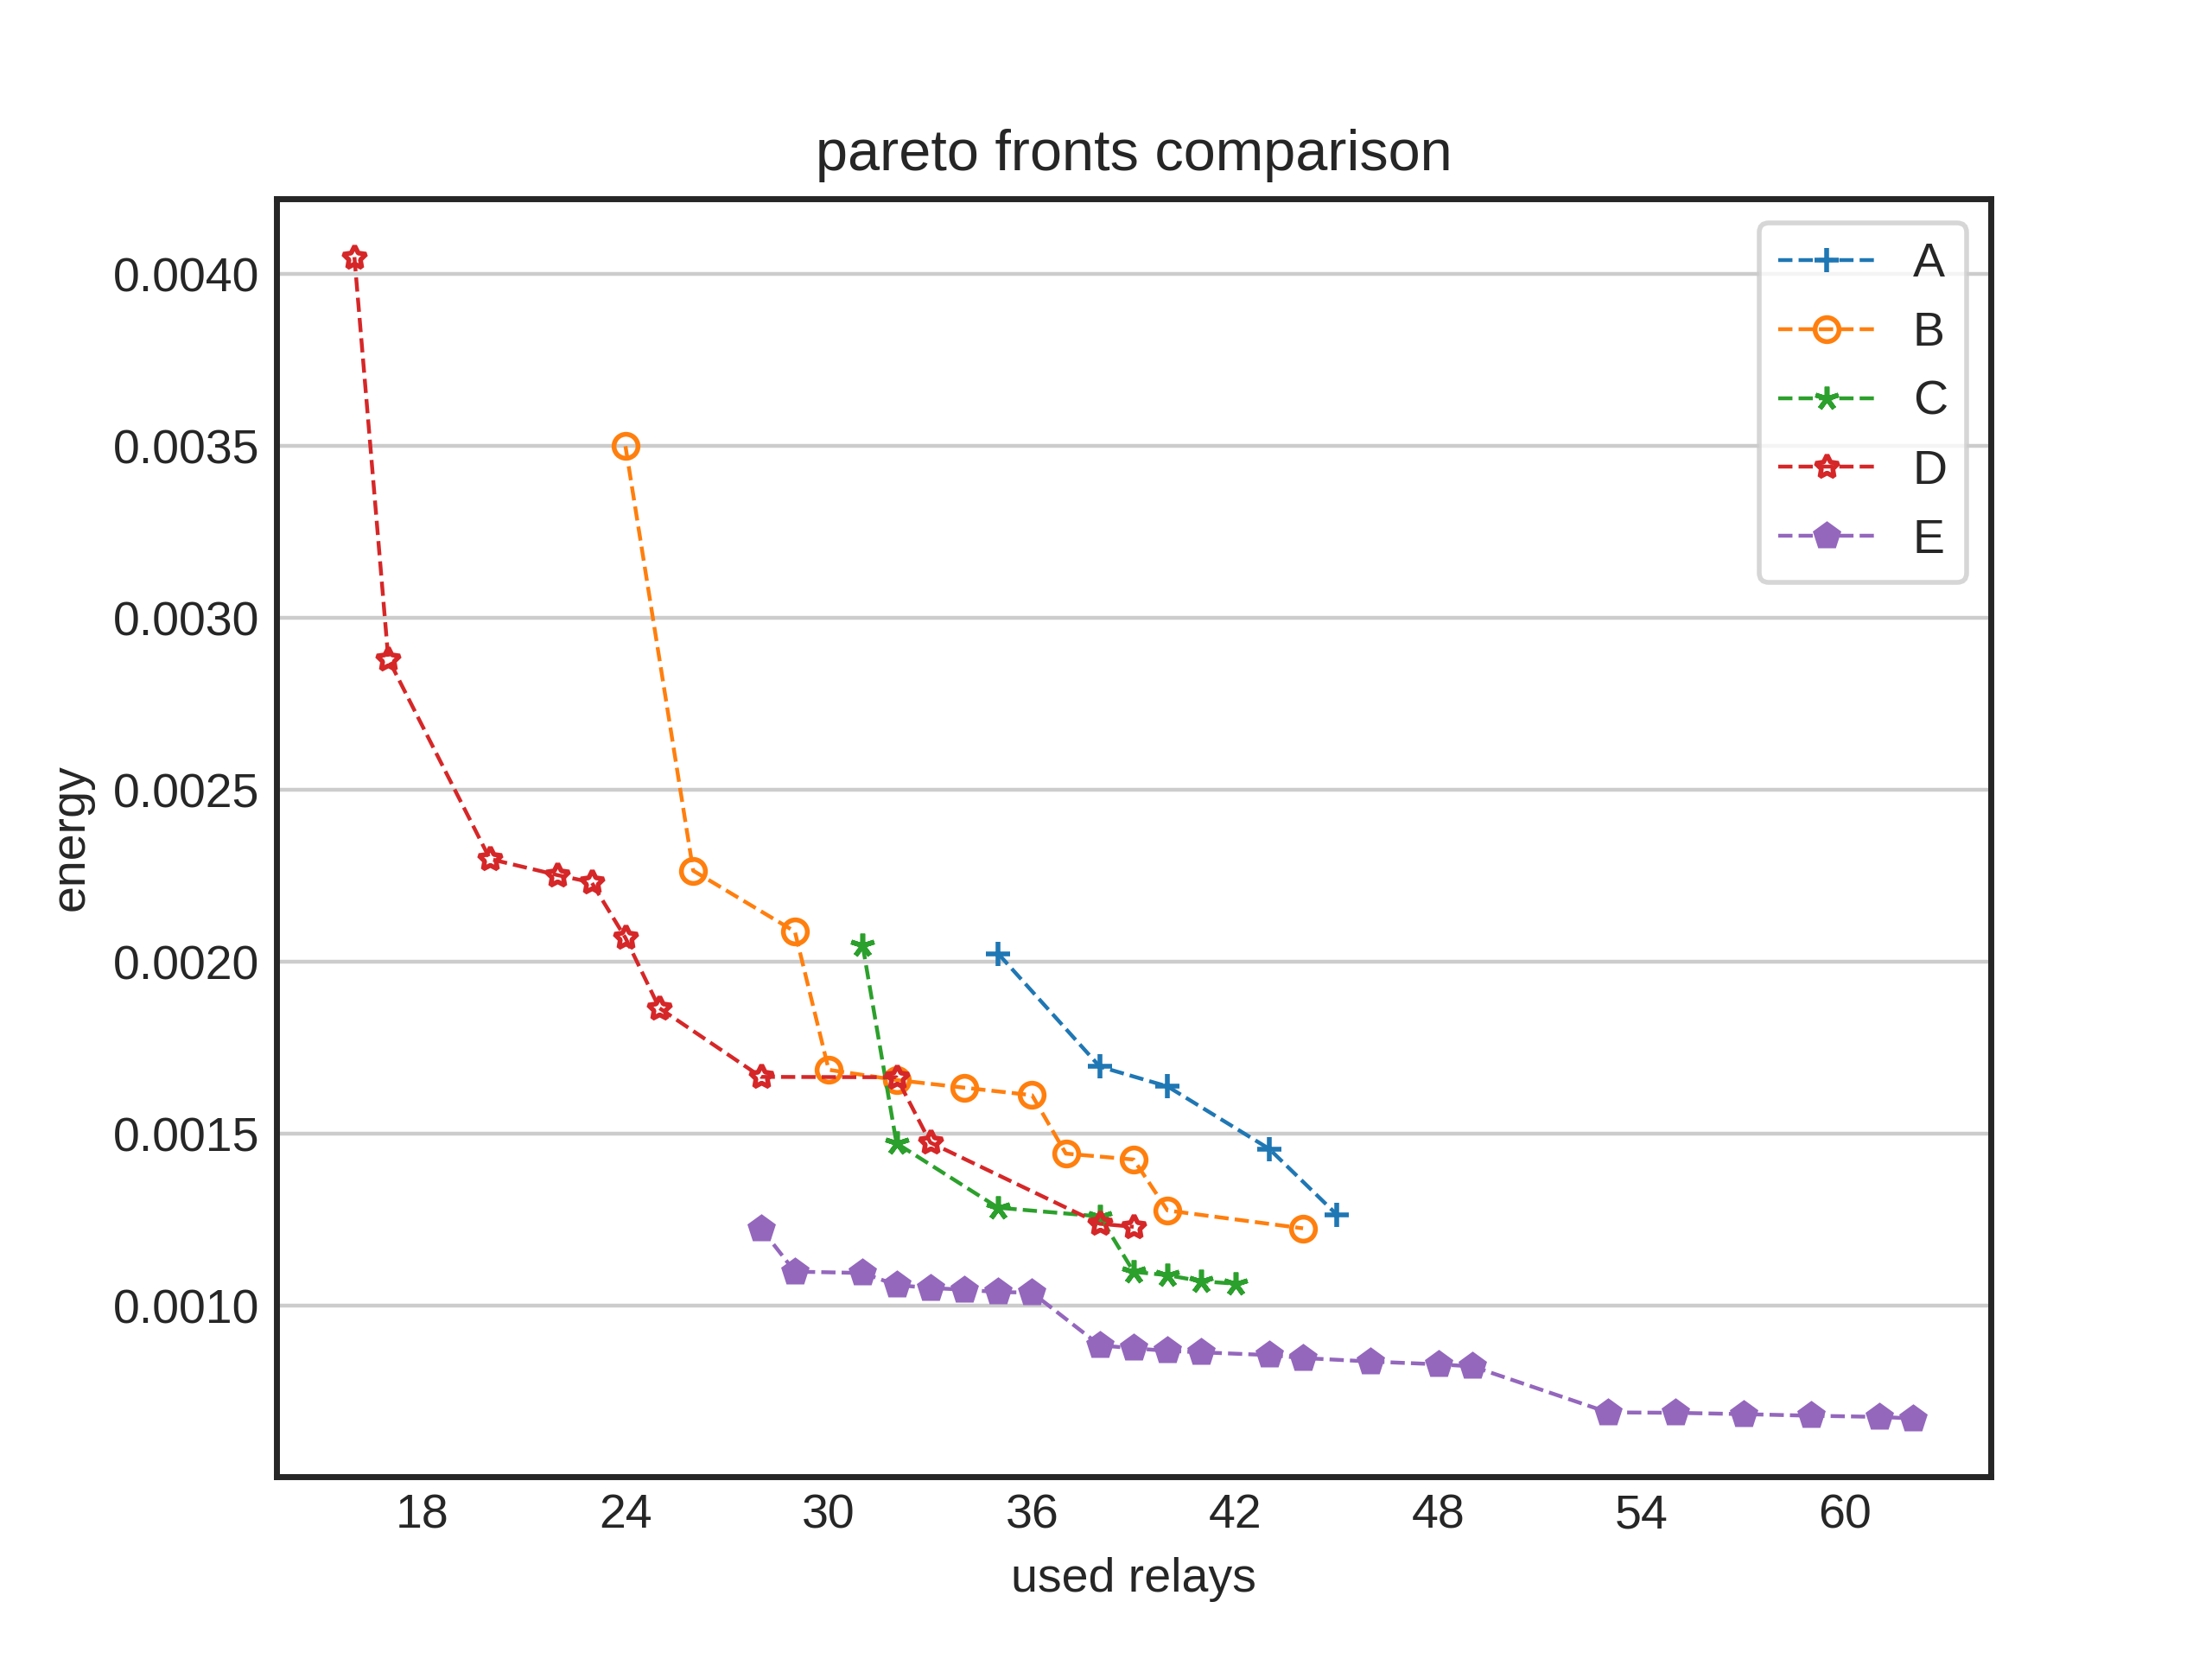 pareto fronts comparison
0.0040
0.0035
0.0030
0.0025
0.0020
0.0015
0.0010
energy
A
B
C
D
E
18 24 30 36 42 48 54 60
used relays